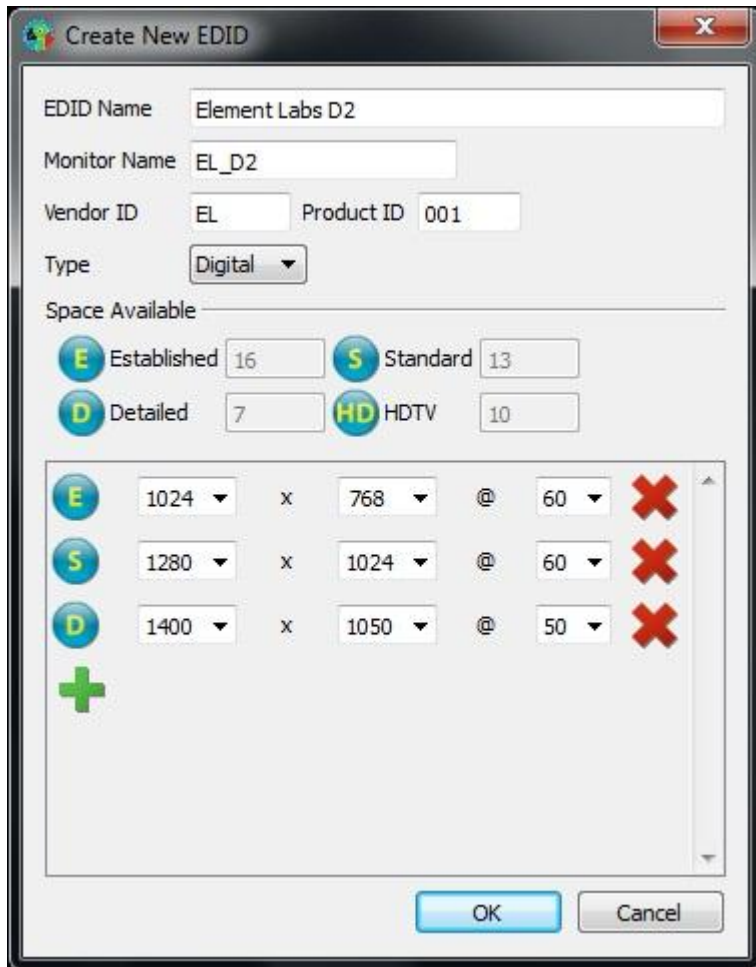 Create New EDID
EDID Name Element Labs D2
Monitor Name EL_D2
Vendor ID EL Product ID 001
Type Digital
Space Available
E Established 16 S Standard 13
D Detailed 7 HD HDTV 10
E 1024 x 768 @ 60
S 1280 x 1024 @ 60
D 1400 x 1050 @ 50
OK Cancel